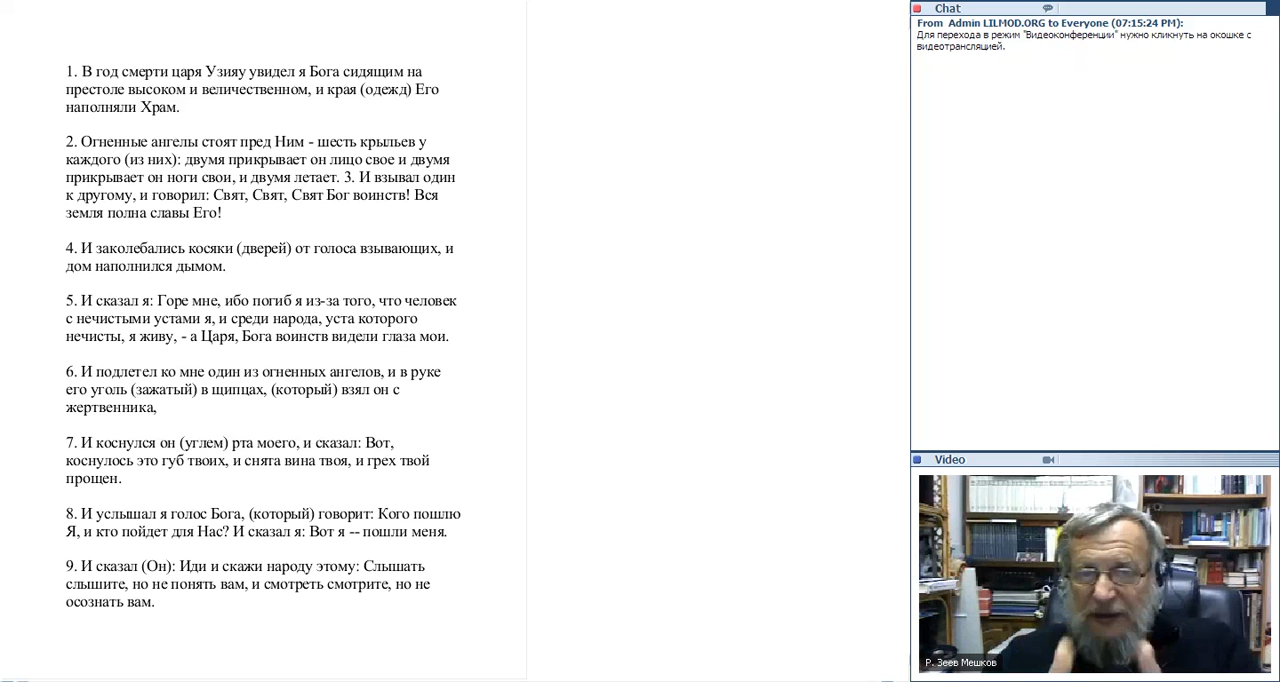 1. В год смерти царя Узияу увидел я Бога сидящим на
престоле высоком и величественном, и края (одежд) Его
наполняли Храм.
2. Огненные ангелы стоят пред Ним - шесть крыльев у
каждого (из них): двумя прикрывает он лицо свое и двумя
прикрывает он ноги свои, и двумя летает. 3. И взывал один
к другому, и говорил: Свят, Свят, Свят Бог воинств! Вся
земля полна славы Его!
4. И заколебались косяки (дверей) от голоса взывающих, и
дом наполнился дымом.
5. И сказал я: Горе мне, ибо погиб я из-за того, что человек
с нечистыми устами я, и среди народа, уста которого
нечисты, я живу, - а Царя, Бога воинств видели глаза мои.
6. И подлетел ко мне один из огненных ангелов, и в руке
его уголь (зажатый) в щипцах, (который) взял он с
жертвенника,
7. И коснулся он (углем) рта моего, и сказал: Вот,
коснулось это губ твоих, и снята вина твоя, и грех твой
прощен.
8. И услышал я голос Бога, (который) говорит: Кого пошлю
Я, и кто пойдет для Нас? И сказал я: Вот я -- пошли меня.
9. И сказал (Он): Иди и скажи народу этому: Слышать
слышите, но не понять вам, и смотреть смотрите, но не
осознать вам.
Chat
From Admin LILMOD.ORG to Everyone (07:15:24 PM):
Для перехода в режим "Видеоконференции" нужно кликнуть на окошке с
видеотрансляцией.
Video
Р. Зеев Мешков